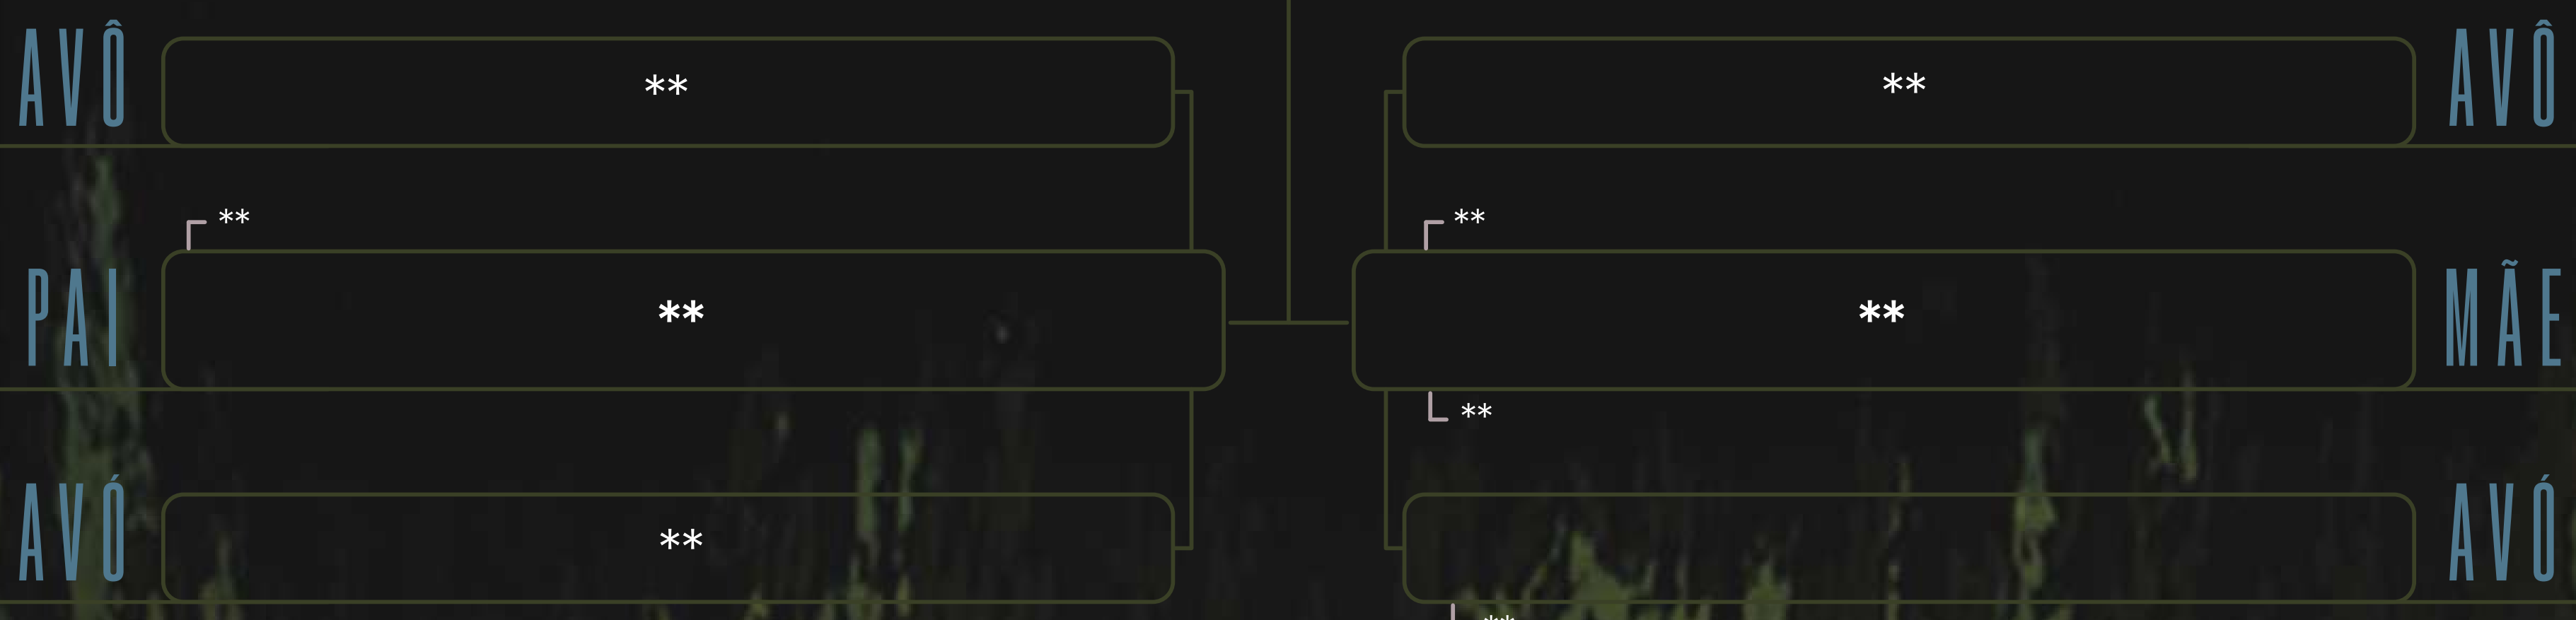 AVÔ ** ** AVÔ
** **
PAI ** ** MÃE
**
AVÓ ** AVÓ
**